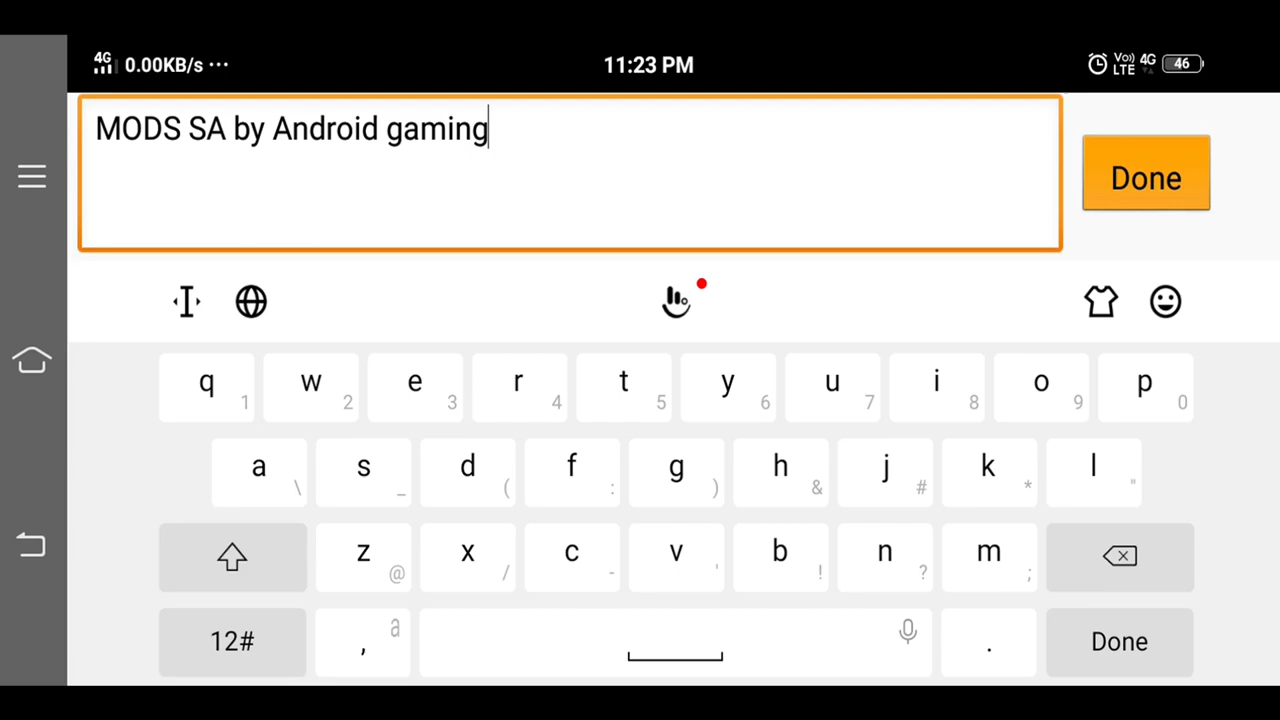 4G 0.00KB/s ··· 11:23 PM Vo) LTE 4G 46
MODS SA by Android gaming
Done
q 1 w 2 e 3 r 4 t 5 y 6 u 7 i 8 o 9 p 0
a \ s _ d ( f : g ) h & j # k * l "
z @ x / c - v ' b ! n ? m ;
12# , a . Done